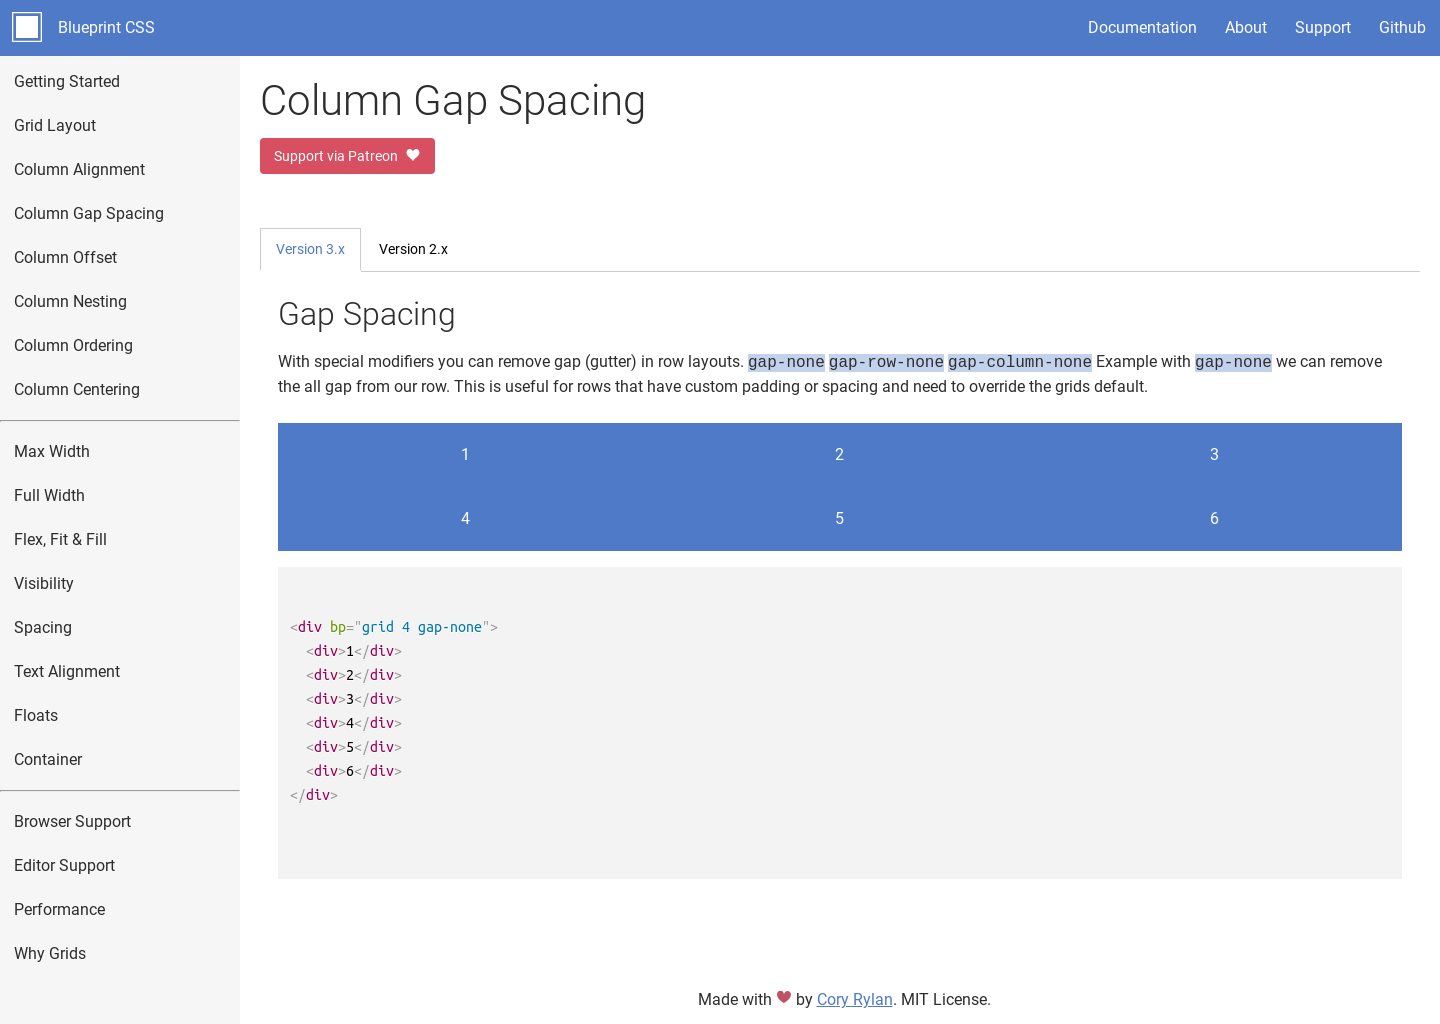 Blueprint CSS
Documentation
About
Support
Github
Getting Started
Grid Layout
Column Alignment
Column Gap Spacing
Column Offset
Column Nesting
Column Ordering
Column Centering
Max Width
Full Width
Flex, Fit & Fill
Visibility
Spacing
Text Alignment
Floats
Container
Browser Support
Editor Support
Performance
Why Grids
Column Gap Spacing
Support via Patreon
Version 3.x
Version 2.x
Gap Spacing
With special modifiers you can remove gap (gutter) in row layouts. gap-none gap-row-none gap-column-none Example with gap-none we can remove
the all gap from our row. This is useful for rows that have custom padding or spacing and need to override the grids default.
1 2 3
4 5 6
<div bp="grid 4 gap-none">
  <div>1</div>
  <div>2</div>
  <div>3</div>
  <div>4</div>
  <div>5</div>
  <div>6</div>
</div>
Made with ♥ by Cory Rylan. MIT License.